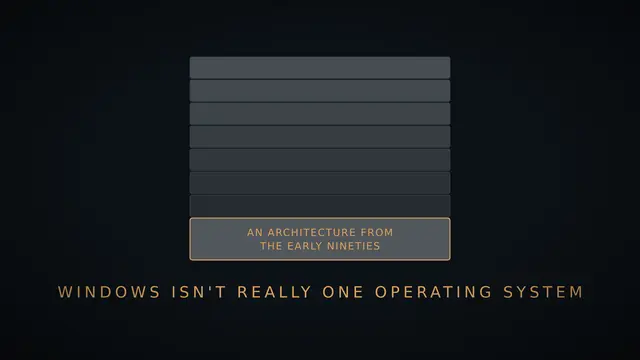 AN ARCHITECTURE FROM
THE EARLY NINETIES
WINDOWS ISN'T REALLY ONE OPERATING SYSTEM